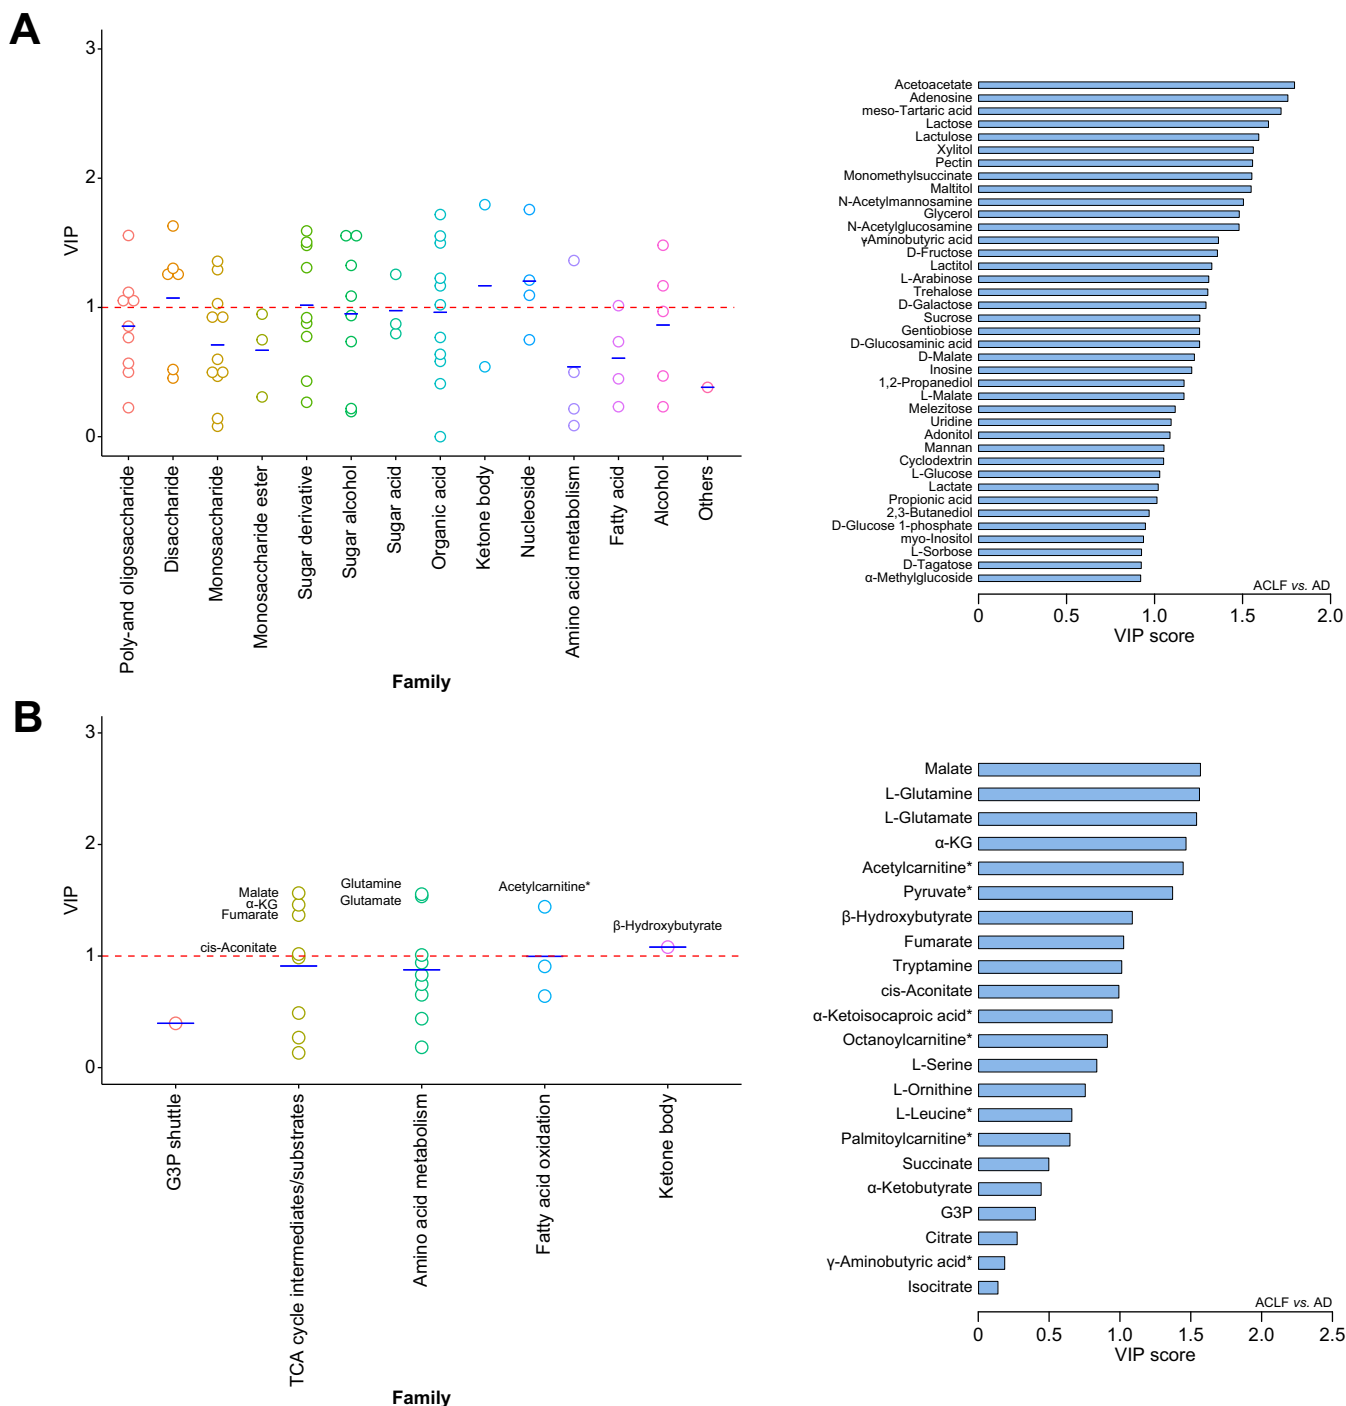 A
3
2
1
0
VIP
Poly-and oligosaccharide
Disaccharide
Monosaccharide
Monosaccharide ester
Sugar derivative
Sugar alcohol
Sugar acid
Organic acid
Ketone body
Nucleoside
Amino acid metabolism
Fatty acid
Alcohol
Others
Family
Acetoacetate
Adenosine
meso-Tartaric acid
Lactose
Lactulose
Xylitol
Pectin
Monomethylsuccinate
Maltitol
N-Acetylmannosamine
Glycerol
N-Acetylglucosamine
γAminobutyric acid
D-Fructose
Lactitol
L-Arabinose
Trehalose
D-Galactose
Sucrose
Gentiobiose
D-Glucosaminic acid
D-Malate
Inosine
1,2-Propanediol
L-Malate
Melezitose
Uridine
Adonitol
Mannan
Cyclodextrin
L-Glucose
Lactate
Propionic acid
2,3-Butanediol
D-Glucose 1-phosphate
myo-Inositol
L-Sorbose
D-Tagatose
α-Methylglucoside
ACLF vs. AD
0 0.5 1.0 1.5 2.0
VIP score
B
3
2
1
0
VIP
Malate
α-KG
Fumarate
cis-Aconitate
Glutamine
Glutamate
Acetylcarnitine*
β-Hydroxybutyrate
G3P shuttle
TCA cycle intermediates/substrates
Amino acid metabolism
Fatty acid oxidation
Ketone body
Family
Malate
L-Glutamine
L-Glutamate
α-KG
Acetylcarnitine*
Pyruvate*
β-Hydroxybutyrate
Fumarate
Tryptamine
cis-Aconitate
α-Ketoisocaproic acid*
Octanoylcarnitine*
L-Serine
L-Ornithine
L-Leucine*
Palmitoylcarnitine*
Succinate
α-Ketobutyrate
G3P
Citrate
γ-Aminobutyric acid*
Isocitrate
ACLF vs. AD
0 0.5 1.0 1.5 2.0 2.5
VIP score